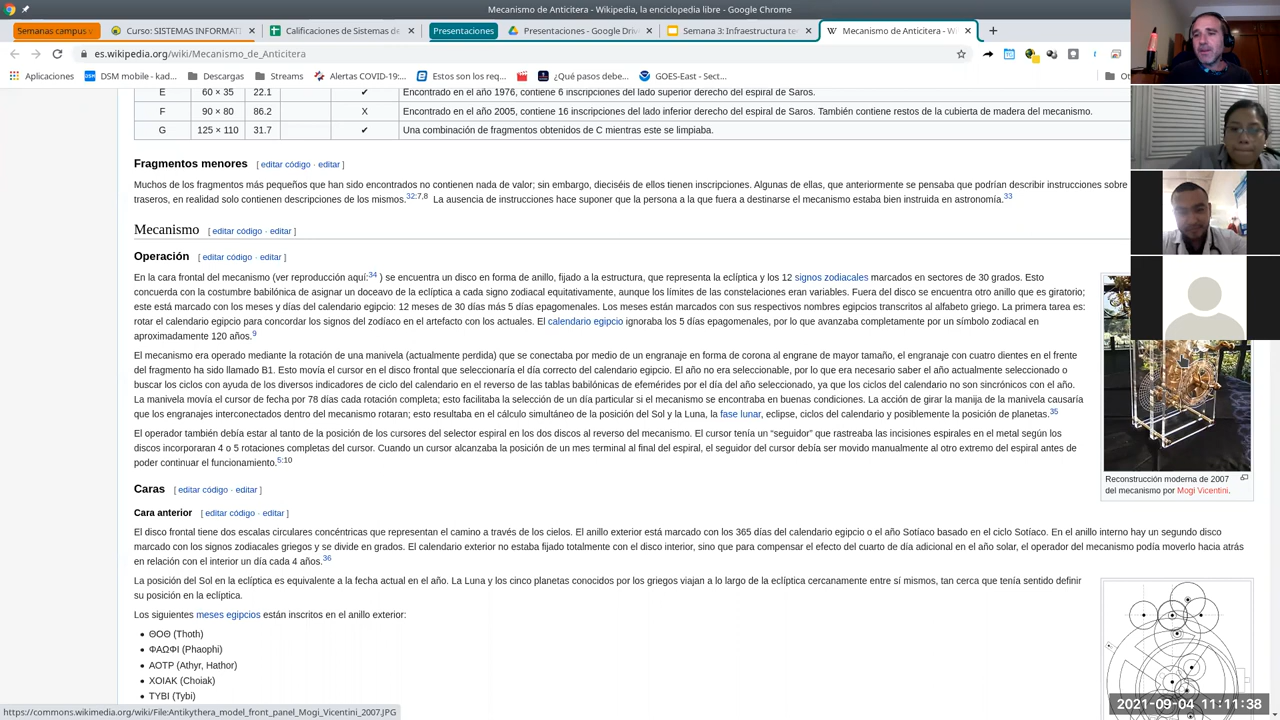 Mecanismo de Anticitera - Wikipedia, la enciclopedia libre - Google Chrome
Semanas campus v
Curso: SISTEMAS INFORMATI
Calificaciones de Sistemas de
Presentaciones
Presentaciones - Google Driv
Semana 3: Infraestructura te
Mecanismo de Anticitera - Wi
es.wikipedia.org/wiki/Mecanismo_de_Anticitera
Aplicaciones
DSM mobile - kad...
Descargas
Streams
Alertas COVID-19:...
Estos son los req...
¿Qué pasos debe...
GOES-East - Sect...
E 60 × 35 22.1 ✔ Encontrado en el año 1976, contiene 6 inscripciones del lado superior derecho del espiral de Saros.
F 90 × 80 86.2 X Encontrado en el año 2005, contiene 16 inscripciones del lado inferior derecho del espiral de Saros. También contiene restos de la cubierta de madera del mecanismo.
G 125 × 110 31.7 ✔ Una combinación de fragmentos obtenidos de C mientras este se limpiaba.
Fragmentos menores [ editar código · editar ]
Muchos de los fragmentos más pequeños que han sido encontrados no contienen nada de valor; sin embargo, dieciséis de ellos tienen inscripciones. Algunas de ellas, que anteriormente se pensaba que podrían describir instrucciones sobre
traseros, en realidad solo contienen descripciones de los mismos.32:7,8 La ausencia de instrucciones hace suponer que la persona a la que fuera a destinarse el mecanismo estaba bien instruida en astronomía.33
Mecanismo [ editar código · editar ]
Operación [ editar código · editar ]
En la cara frontal del mecanismo (ver reproducción aquí:34 ) se encuentra un disco en forma de anillo, fijado a la estructura, que representa la eclíptica y los 12 signos zodiacales marcados en sectores de 30 grados. Esto
concuerda con la costumbre babilónica de asignar un doceavo de la eclíptica a cada signo zodiacal equitativamente, aunque los límites de las constelaciones eran variables. Fuera del disco se encuentra otro anillo que es giratorio;
este está marcado con los meses y días del calendario egipcio: 12 meses de 30 días más 5 días epagomenales. Los meses están marcados con sus respectivos nombres egipcios transcritos al alfabeto griego. La primera tarea es:
rotar el calendario egipcio para concordar los signos del zodíaco en el artefacto con los actuales. El calendario egipcio ignoraba los 5 días epagomenales, por lo que avanzaba completamente por un símbolo zodiacal en
aproximadamente 120 años.9
El mecanismo era operado mediante la rotación de una manivela (actualmente perdida) que se conectaba por medio de un engranaje en forma de corona al engrane de mayor tamaño, el engranaje con cuatro dientes en el frente
del fragmento ha sido llamado B1. Esto movía el cursor en el disco frontal que seleccionaría el día correcto del calendario egipcio. El año no era seleccionable, por lo que era necesario saber el año actualmente seleccionado o
buscar los ciclos con ayuda de los diversos indicadores de ciclo del calendario en el reverso de las tablas babilónicas de efemérides por el día del año seleccionado, ya que los ciclos del calendario no son sincrónicos con el año.
La manivela movía el cursor de fecha por 78 días cada rotación completa; esto facilitaba la selección de un día particular si el mecanismo se encontraba en buenas condiciones. La acción de girar la manija de la manivela causaría
que los engranajes interconectados dentro del mecanismo rotaran; esto resultaba en el cálculo simultáneo de la posición del Sol y la Luna, la fase lunar, eclipse, ciclos del calendario y posiblemente la posición de planetas.35
El operador también debía estar al tanto de la posición de los cursores del selector espiral en los dos discos al reverso del mecanismo. El cursor tenía un “seguidor” que rastreaba las incisiones espirales en el metal según los
discos incorporaran 4 o 5 rotaciones completas del cursor. Cuando un cursor alcanzaba la posición de un mes terminal al final del espiral, el seguidor del cursor debía ser movido manualmente al otro extremo del espiral antes de
poder continuar el funcionamiento.5:10
Reconstrucción moderna de 2007
del mecanismo por Mogi Vicentini.
Caras [ editar código · editar ]
Cara anterior [ editar código · editar ]
El disco frontal tiene dos escalas circulares concéntricas que representan el camino a través de los cielos. El anillo exterior está marcado con los 365 días del calendario egipcio o el año Sotíaco basado en el ciclo Sotíaco. En el anillo interno hay un segundo disco
marcado con los signos zodiacales griegos y se divide en grados. El calendario exterior no estaba fijado totalmente con el disco interior, sino que para compensar el efecto del cuarto de día adicional en el año solar, el operador del mecanismo podía moverlo hacia atrás
en relación con el interior un día cada 4 años.36
La posición del Sol en la eclíptica es equivalente a la fecha actual en el año. La Luna y los cinco planetas conocidos por los griegos viajan a lo largo de la eclíptica cercanamente entre sí mismos, tan cerca que tenía sentido definir
su posición en la eclíptica.
Los siguientes meses egipcios están inscritos en el anillo exterior:
• ΘΟΘ (Thoth)
• ΦΑΩΦΙ (Phaophi)
• ΑΟΤΡ (Athyr, Hathor)
• ΧΟΙΑΚ (Choiak)
• ΤΥΒΙ (Tybi)
https://commons.wikimedia.org/wiki/File:Antikythera_model_front_panel_Mogi_Vicentini_2007.JPG
2021-09-04 11:11:38